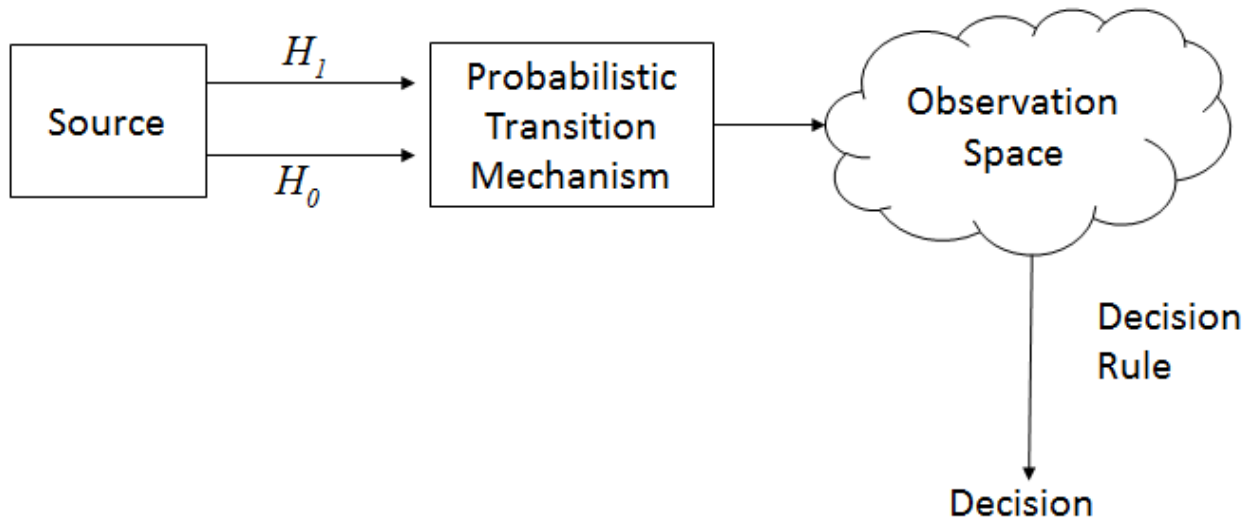 Source
H₁
H₀
Probabilistic
Transition
Mechanism
Observation
Space
Decision
Rule
Decision